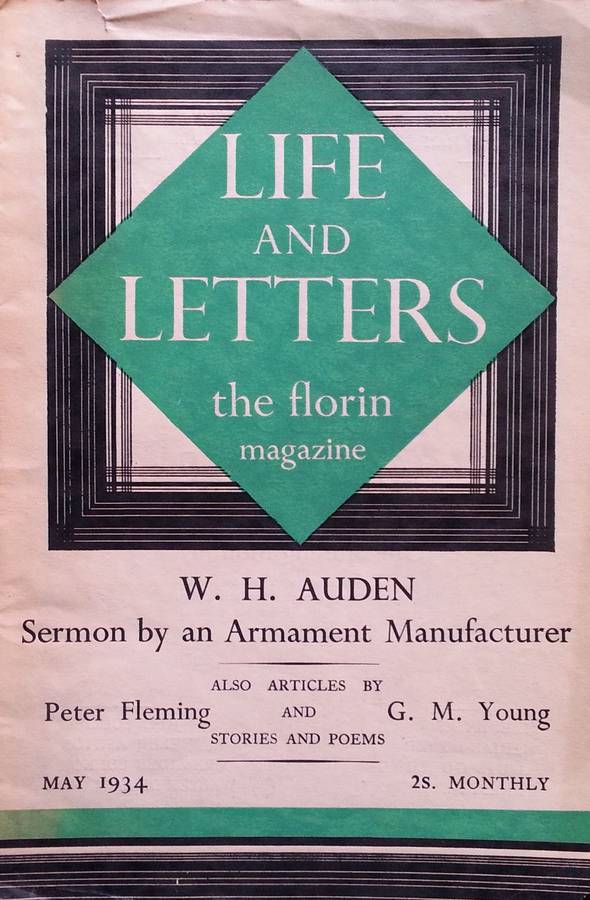 LIFE
AND
LETTERS
the florin
magazine
W. H. AUDEN
Sermon by an Armament Manufacturer
ALSO ARTICLES BY
Peter Fleming AND G. M. Young
STORIES AND POEMS
MAY 1934 2S. MONTHLY